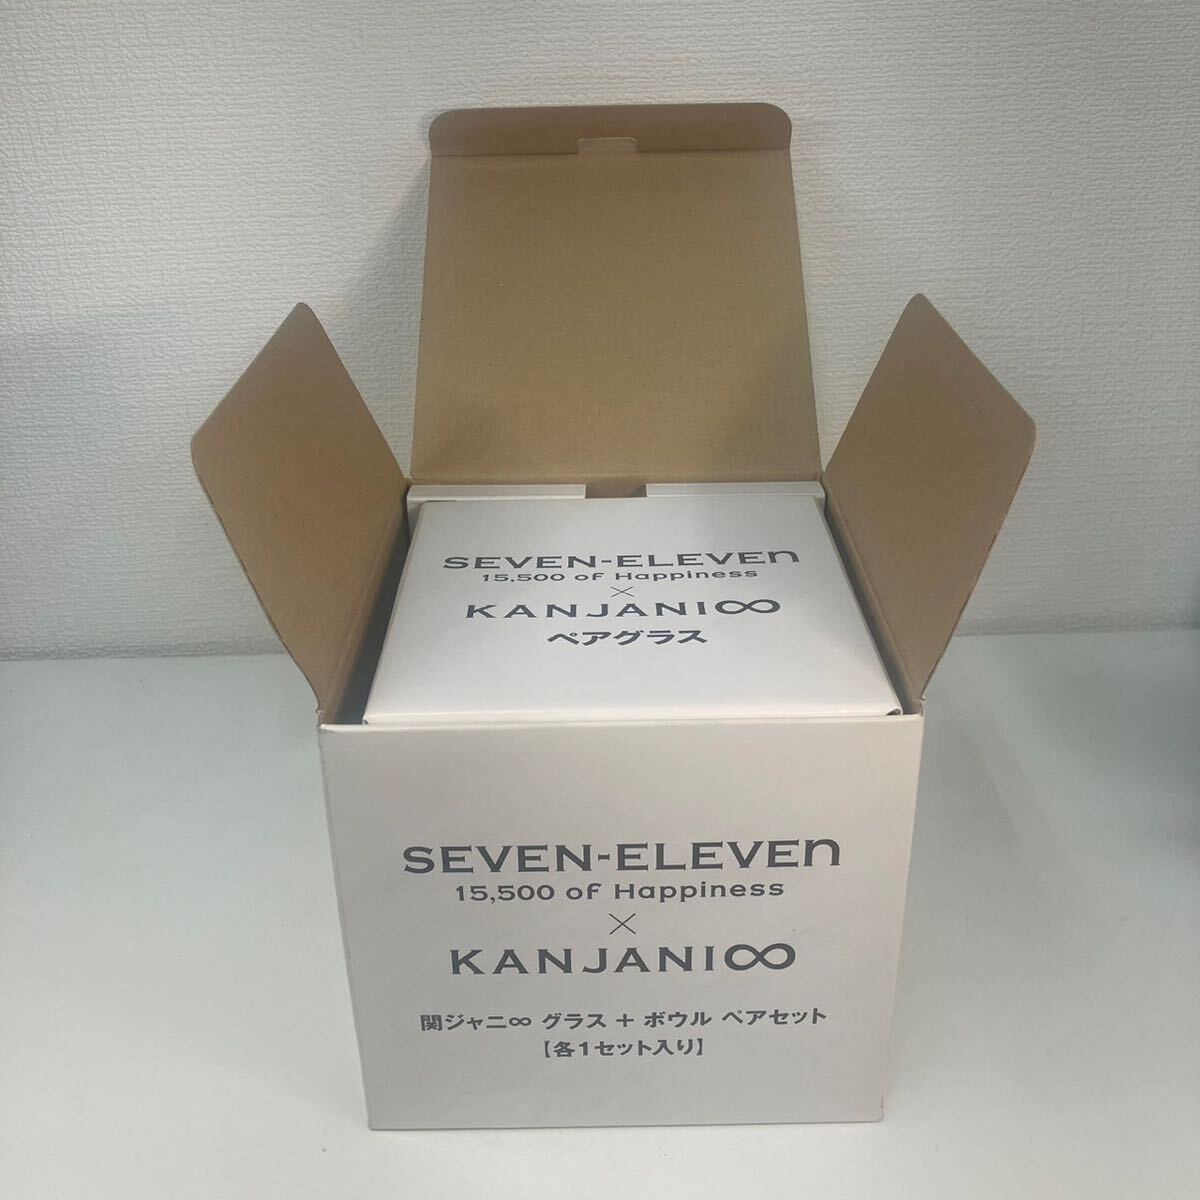 SEVEN-ELEVEn
15,500 of Happiness
×
KANJANI∞
ペアグラス
SEVEN-ELEVEn
15,500 of Happiness
×
KANJANI∞
関ジャニ∞ グラス + ボウル ペアセット
【各1セット入り】